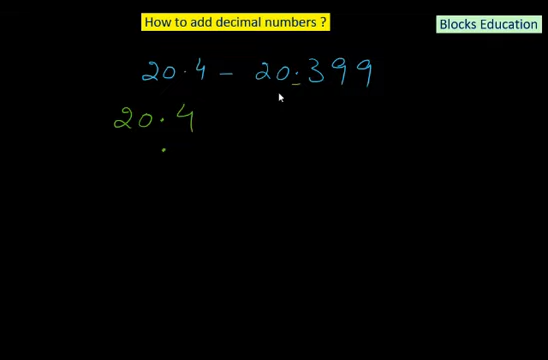 How to add decimal numbers ?
Blocks Education
20.4 - 20.399
20.4
.